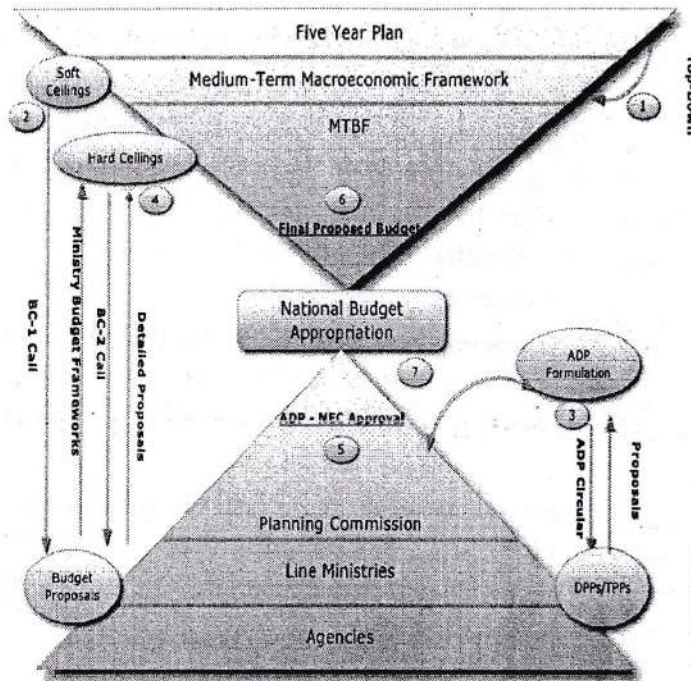 Five Year Plan
Soft
Ceilings
Medium-Term Macroeconomic Framework
1
2
MTBF
Hard Ceilings
4
6
Final Proposed Budget
BC-1 Call
Ministry Budget Frameworks
BC-2 Call
Detailed Proposals
National Budget
Appropriation
7
ADP
Formulation
3
ADP - NEC Approval
5
ADP Circular
Proposals
Planning Commission
Budget
Proposals
Line Ministries
DPPs/TPPs
Agencies